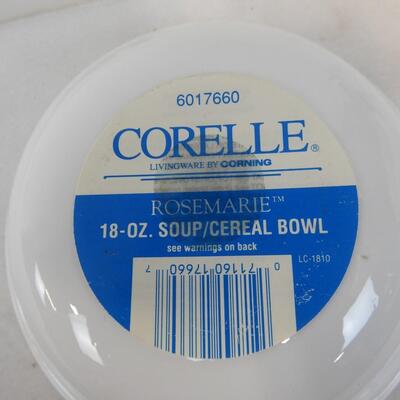 6017660
CORELLE®
LIVINGWARE BY CORNING
ROSEMARIE™
18-OZ. SOUP/CEREAL BOWL
see warnings on back
LC-1810
0 71160 17660 7